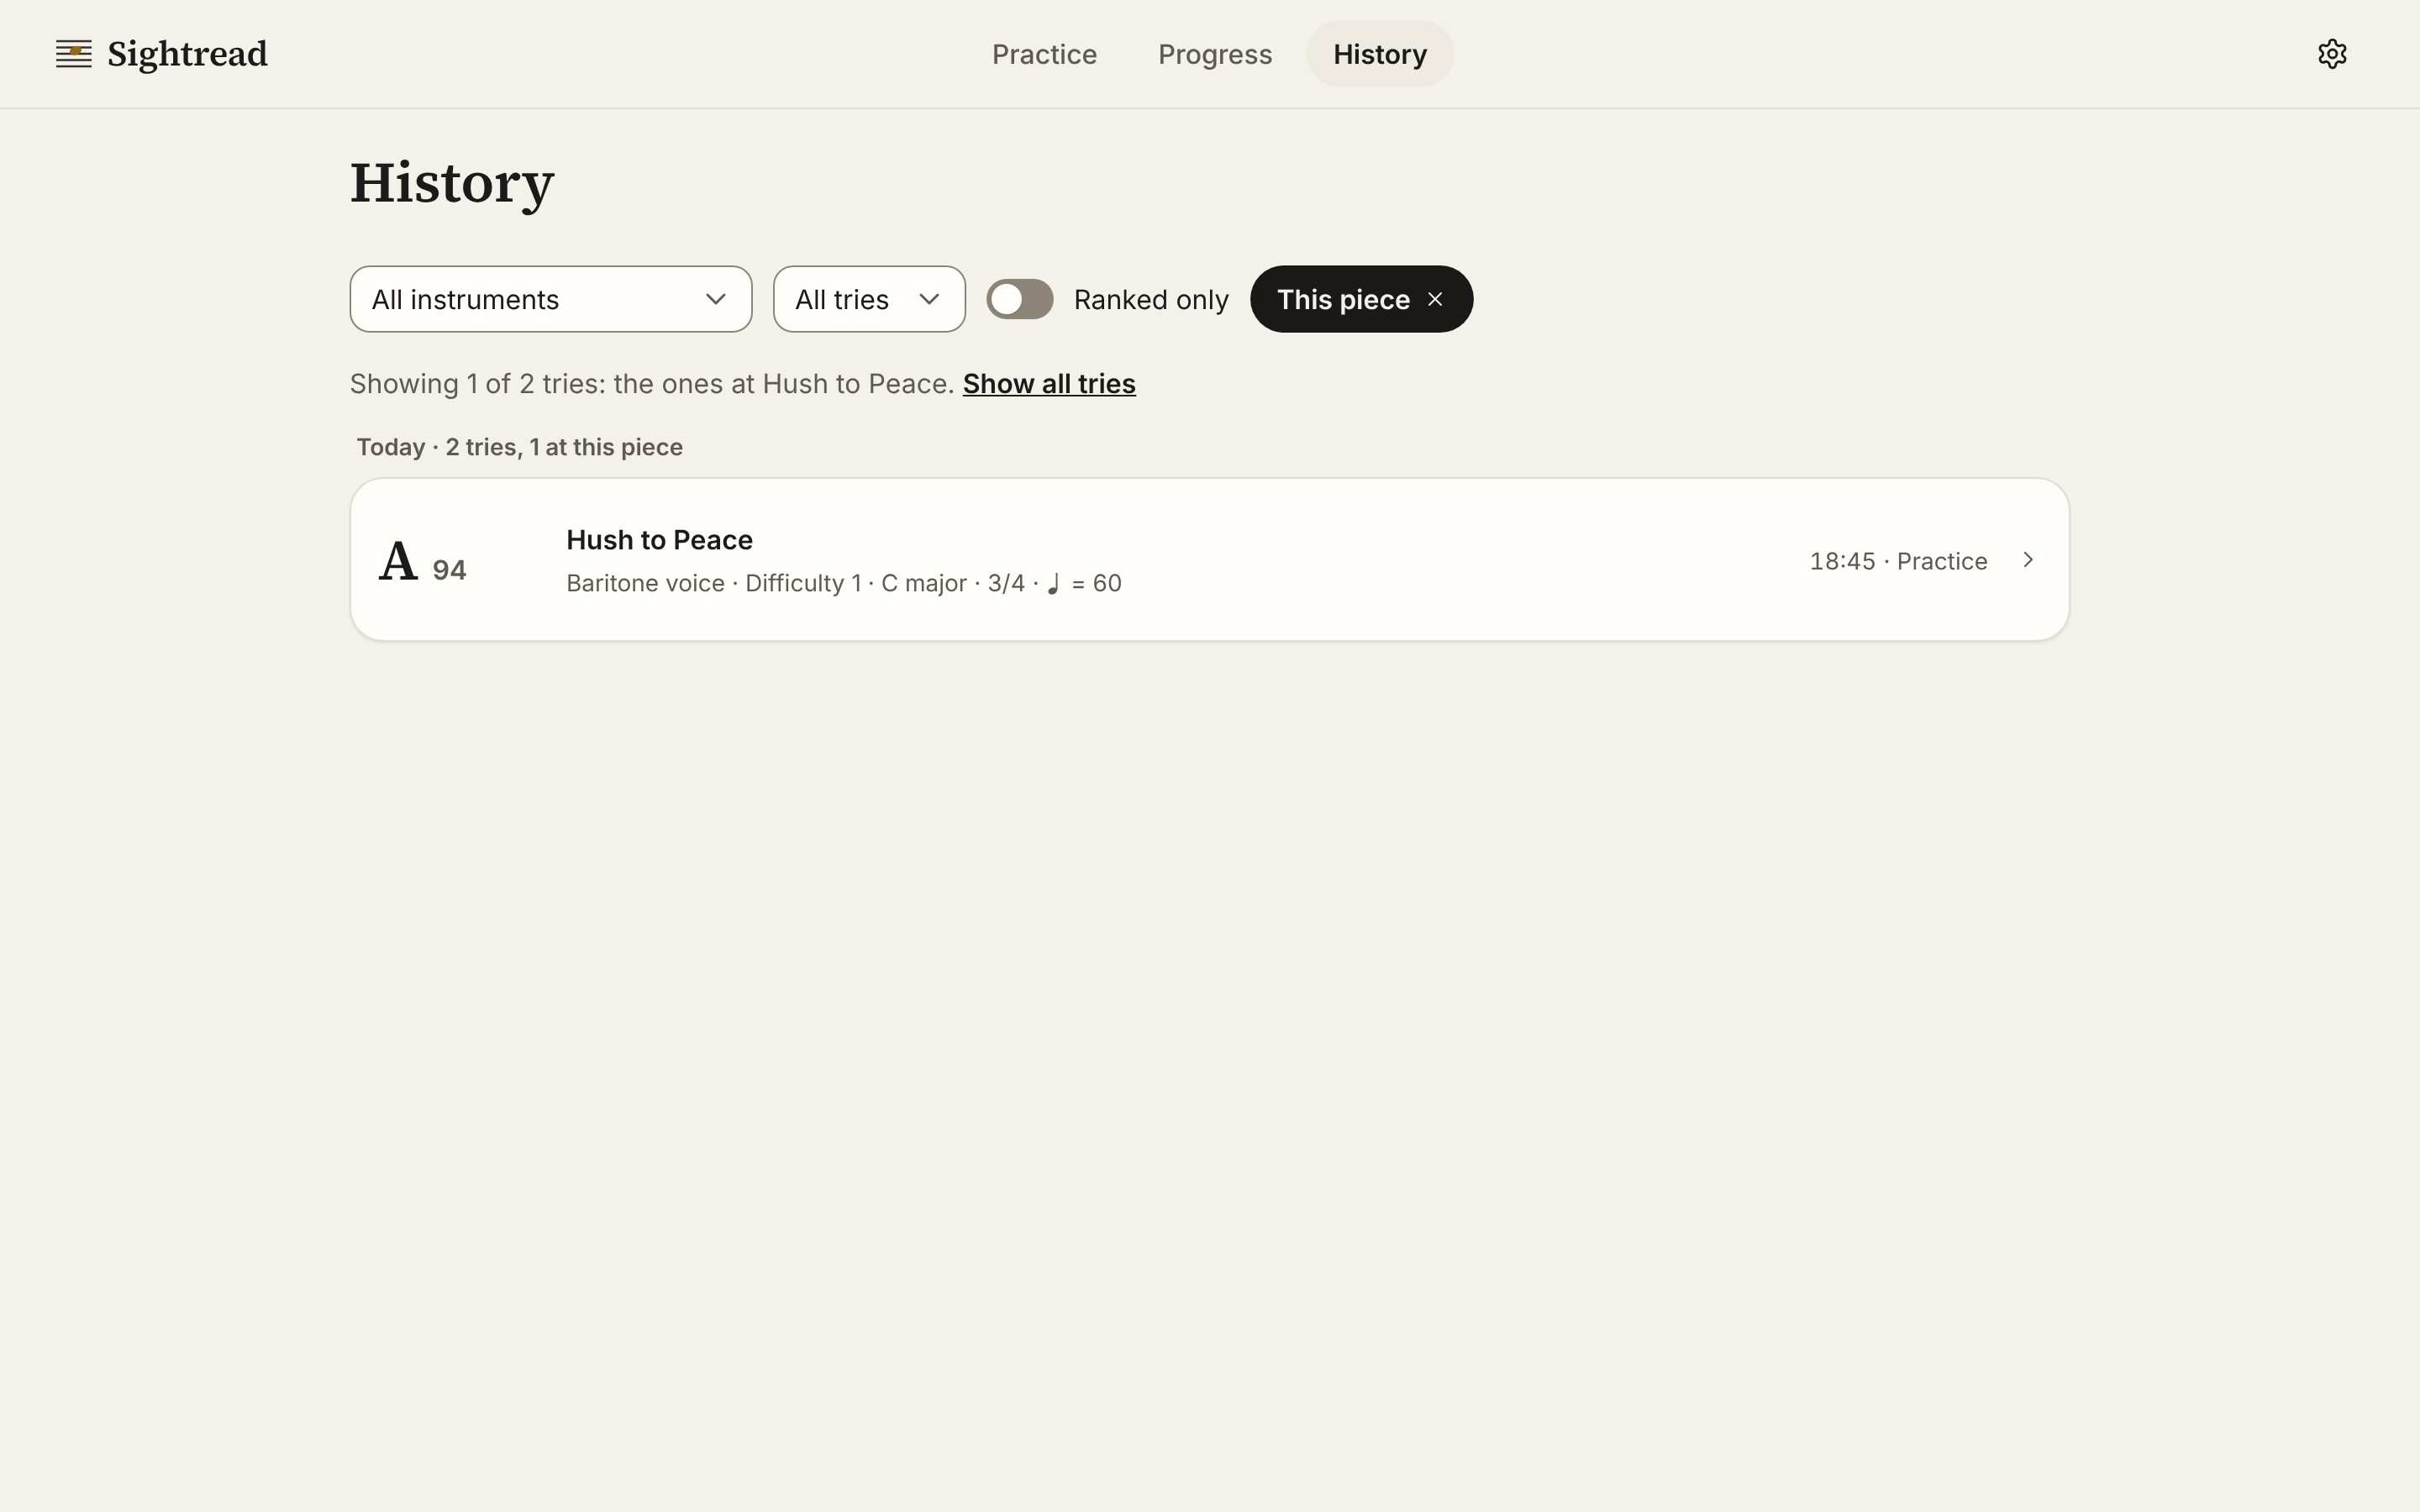 Sightread
Practice Progress History
History
All instruments All tries Ranked only This piece ×
Showing 1 of 2 tries: the ones at Hush to Peace. Show all tries
Today · 2 tries, 1 at this piece
A 94
Hush to Peace
Baritone voice · Difficulty 1 · C major · 3/4 · ♩ = 60
18:45 · Practice